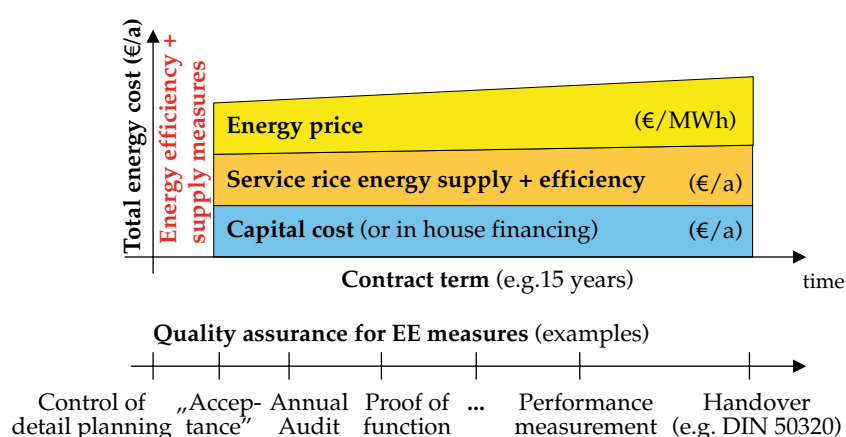 Total energy cost (€/a)
Energy efficiency +
supply measures
Energy price (€/MWh)
Service rice energy supply + efficiency (€/a)
Capital cost (or in house financing) (€/a)
Contract term (e.g.15 years)
time
Quality assurance for EE measures (examples)
Control of detail planning
„Accep-
tance”
Annual
Audit
Proof of
function
...
Performance
measurement
Handover
(e.g. DIN 50320)